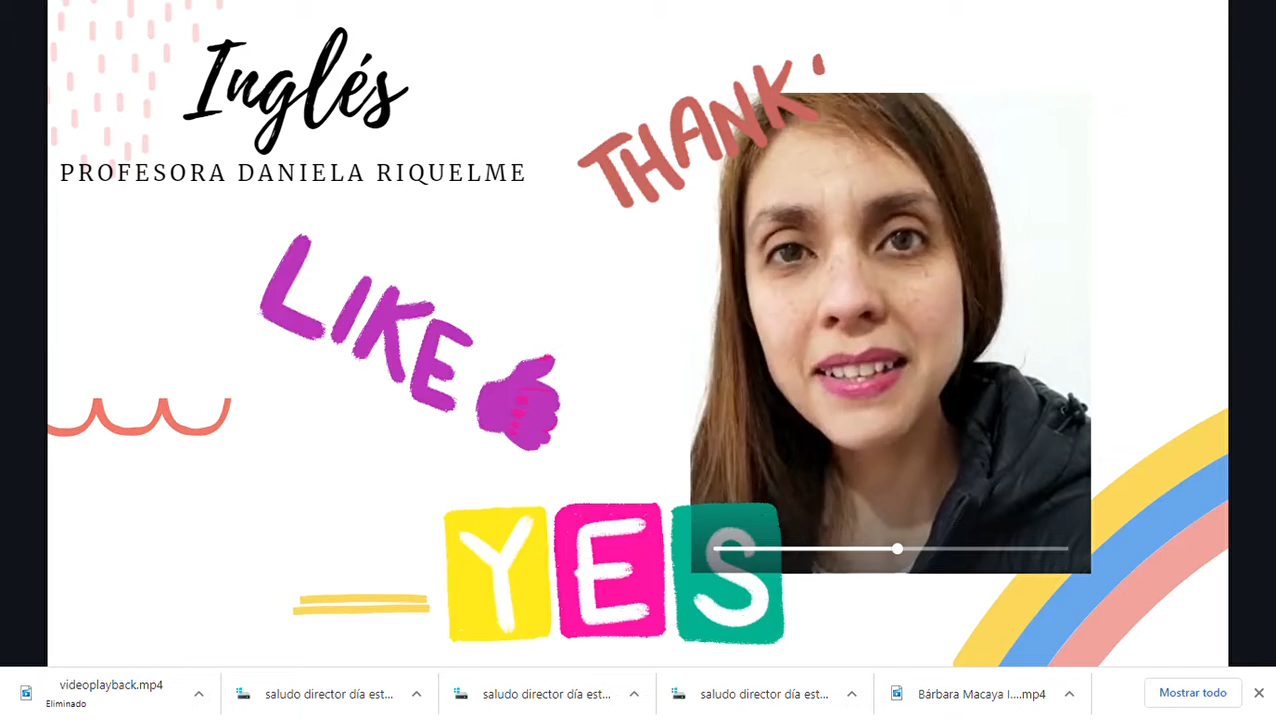 Inglés
PROFESORA DANIELA RIQUELME
THANK
LIKE
YES
videoplayback.mp4
Eliminado
saludo director día est...
saludo director día est...
saludo director día est...
Bárbara Macaya I....mp4
Mostrar todo